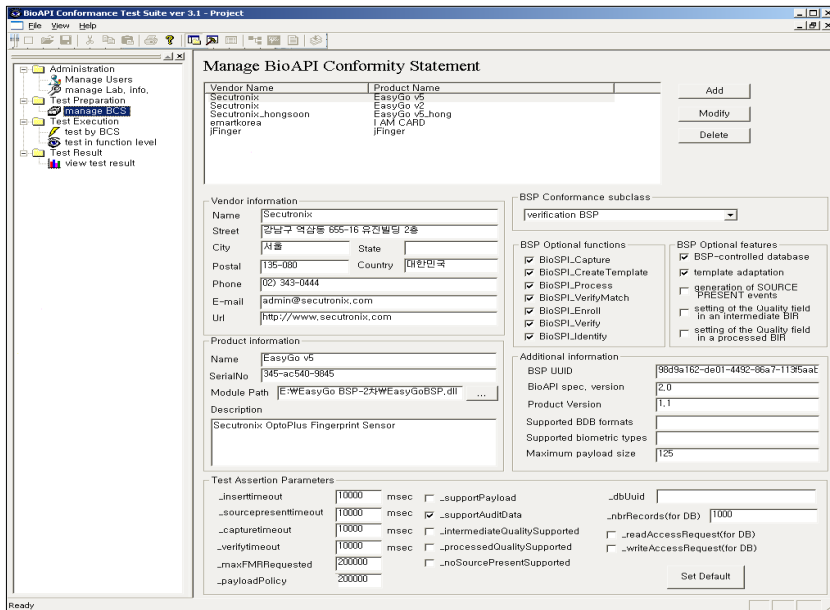 BioAPI Conformance Test Suite ver 3.1 - Project
File View Help
Administration
Manage Users
manage Lab, info,
Test Preparation
manage BCS
Test Execution
test by BCS
test in function level
Test Result
view test result
Manage BioAPI Conformity Statement
Vendor Name Product Name
Secutronix EasyGo v5
Secutronix EasyGo v2
Secutronix_hongsoon EasyGo v5_hong
emartkorea I AM CARD
jFinger jFinger
Add
Modify
Delete
Vendor information
Name Secutronix
Street 강남구 역삼동 655-16 유진빌딩 2층
City 서울 State
Postal 135-080 Country 대한민국
Phone 02) 343-0444
E-mail admin@secutronix,com
Url http://www,secutronix,com
Product information
Name EasyGo v5
SerialNo 345-ac540-9845
Module Path E:₩EasyGo BSP-2차₩EasyGoBSP,dll ...
Description
Secutronix OptoPlus Fingerprint Sensor
BSP Conformance subclass
verification BSP
BSP Optional functions
BioSPI_Capture
BioSPI_CreateTemplate
BioSPI_Process
BioSPI_VerifyMatch
BioSPI_Enroll
BioSPI_Verify
BioSPI_Identify
BSP Optional features
BSP-controlled database
template adaptation
generation of SOURCE
PRESENT events
setting of the Quality field
in an intermediate BIR
setting of the Quality field
in a processed BIR
Additional information
BSP UUID 98d9a162-de01-4492-86a7-113f5aaE
BioAPI spec, version 2,0
Product Version 1,1
Supported BDB formats
Supported biometric types
Maximum payload size 125
Test Assertion Parameters
_inserttimeout 10000 msec _supportPayload _dbUuid
_sourcepresenttimeout 10000 msec _supportAuditData _nbrRecords(for DB) 1000
_capturetimeout 10000 msec _intermediateQualitySupported _readAccessRequest(for DB)
_verifytimeout 10000 msec _processedQualitySupported _writeAccessRequest(for DB)
_maxFMRRequested 200000 _noSourcePresentSupported
_payloadPolicy 200000
Set Default
Ready